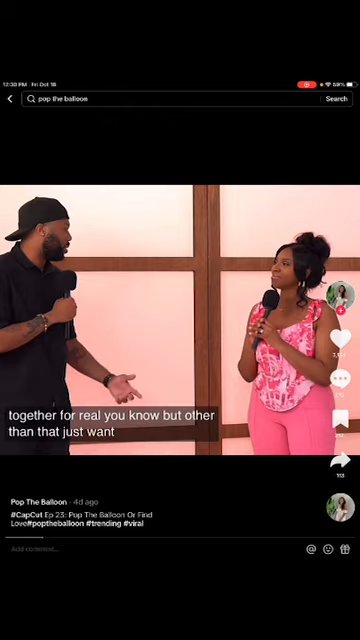 12:30 PM Fri Oct 18
59%
pop the balloon
Search
together for real you know but other
than that just want
113
Pop The Balloon · 4d ago
#CapCut Ep 23: Pop The Balloon Or Find
Love#poptheballoon #trending #viral
Add comment...
@